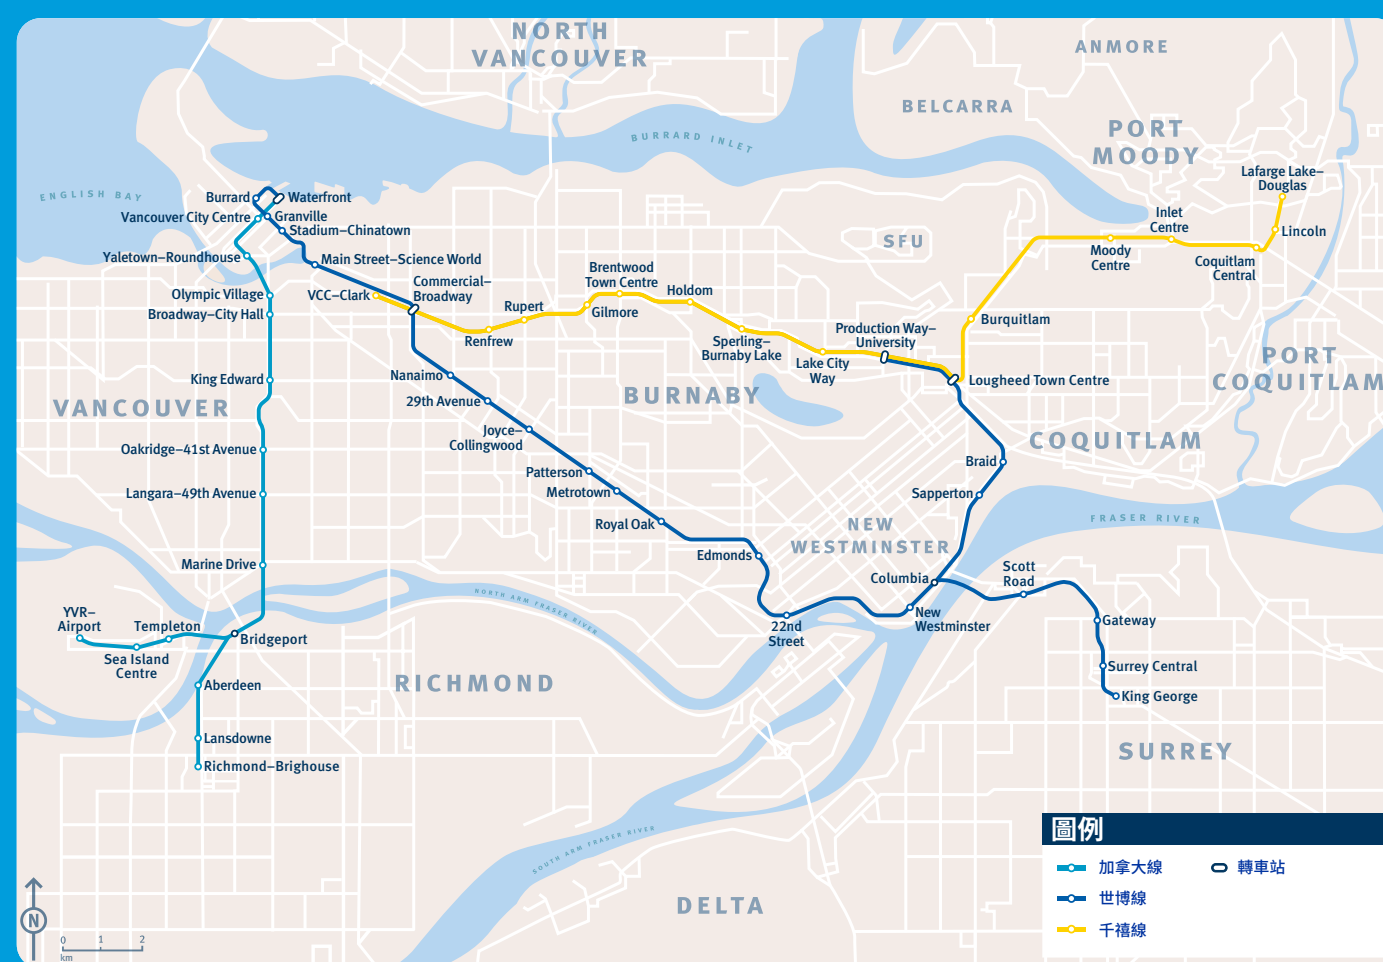 NORTH
VANCOUVER
ANMORE
BELCARRA
PORT
MOODY
BURRARD INLET
ENGLISH BAY
Lafarge Lake–
Douglas
Burrard
Waterfront
Vancouver City Centre
Granville
Stadium–Chinatown
Inlet
Centre
Lincoln
SFU
Moody
Centre
Coquitlam
Central
Yaletown–Roundhouse
Main Street–Science World
Brentwood
Town Centre
Commercial–
Broadway
VCC–Clark
Olympic Village
Holdom
Rupert
Gilmore
Broadway–City Hall
Burquitlam
Renfrew
Production Way–
University
Sperling–
Burnaby Lake
PORT
COQUITLAM
Lake City
Way
King Edward
Nanaimo
Lougheed Town Centre
BURNABY
29th Avenue
VANCOUVER
Joyce–
Collingwood
COQUITLAM
Oakridge–41st Avenue
Braid
Patterson
Metrotown
Langara–49th Avenue
Sapperton
Royal Oak
FRASER RIVER
NEW
WESTMINSTER
Edmonds
Marine Drive
Scott
Road
Columbia
NORTH ARM FRASER RIVER
YVR–
Airport
Templeton
New
Westminster
Gateway
22nd
Street
Bridgeport
Sea Island
Centre
Surrey Central
RICHMOND
Aberdeen
King George
Lansdowne
SURREY
Richmond–Brighouse
SOUTH ARM FRASER RIVER
DELTA
圖例
加拿大線
轉車站
世博線
千禧線
N
0 1 2
km